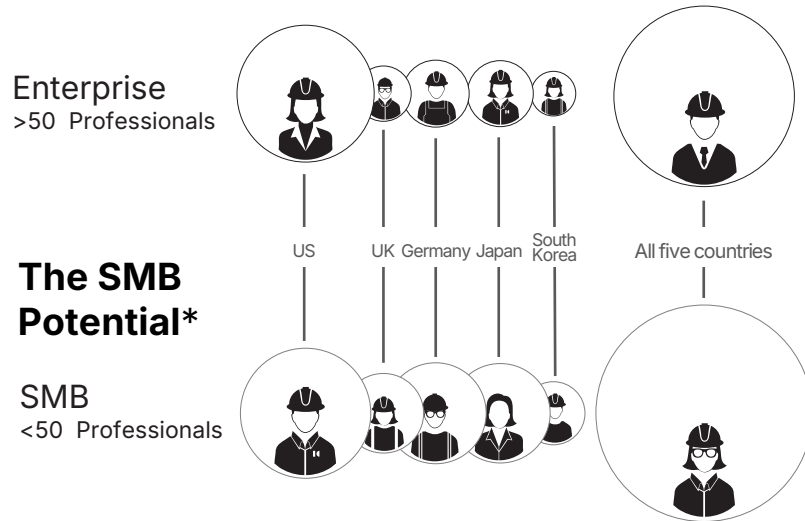 Enterprise
>50 Professionals
US
UK
Germany
Japan
South
Korea
All five countries
The SMB
Potential*
SMB
<50 Professionals